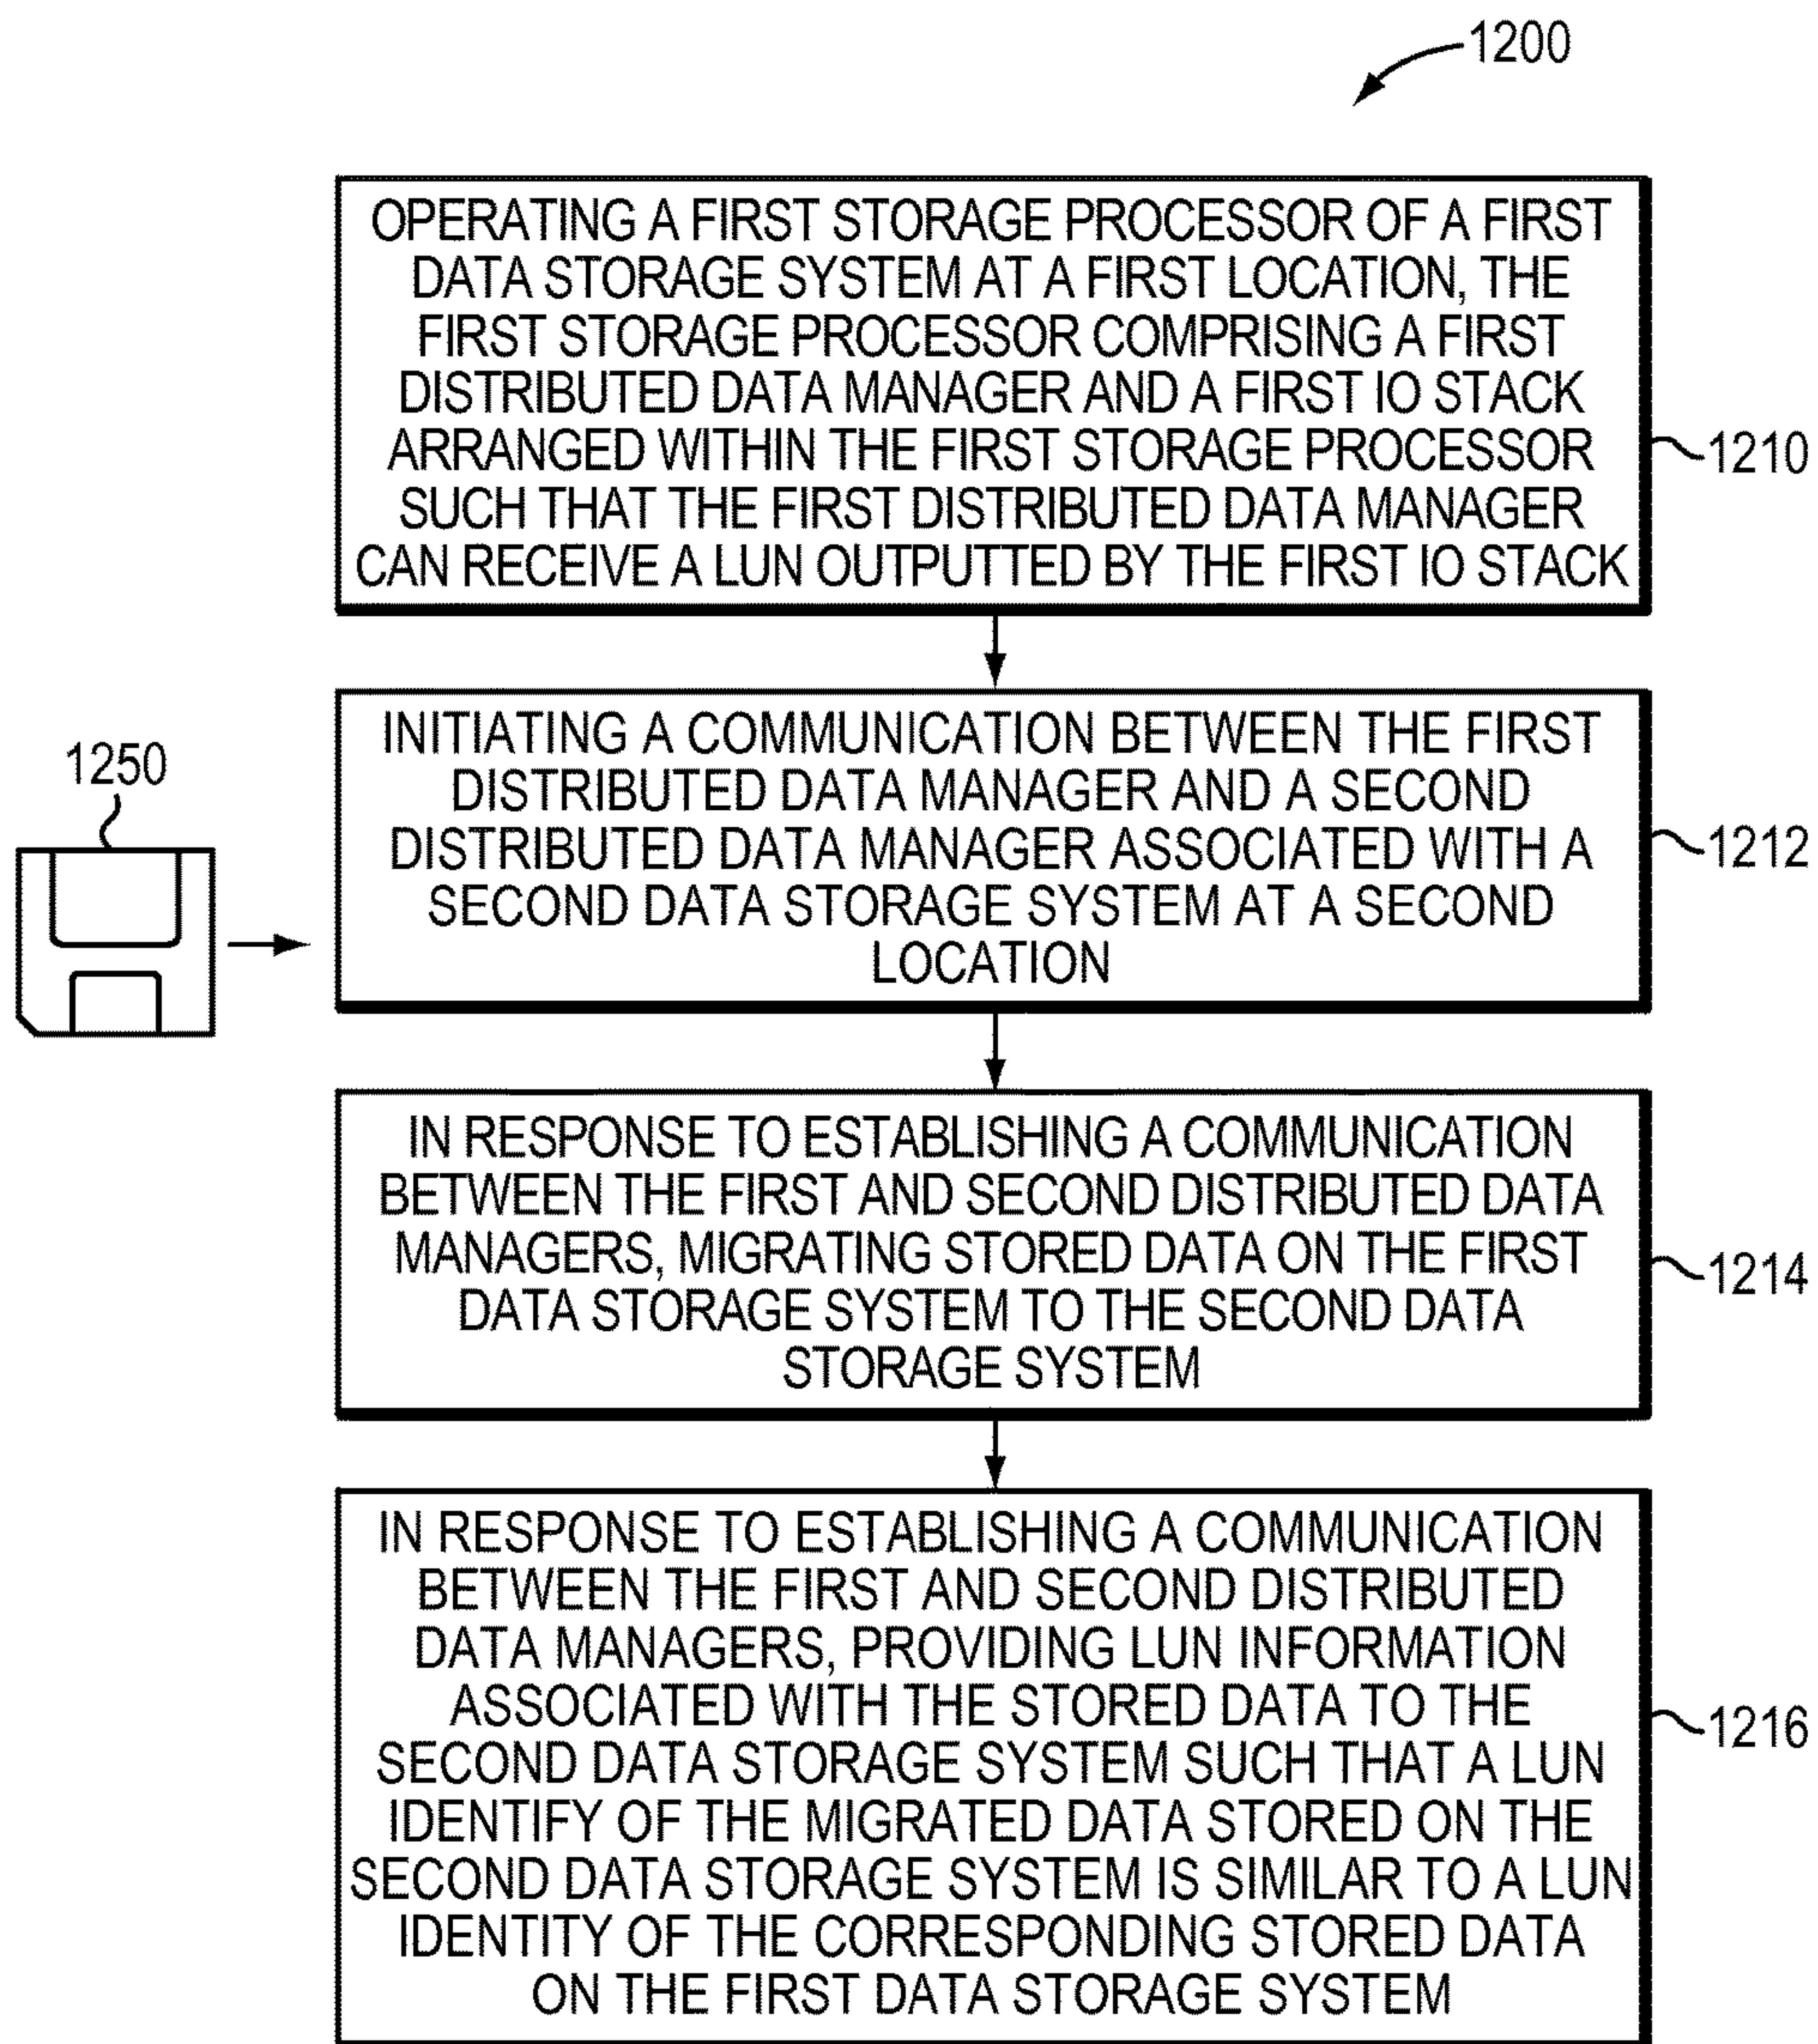 1200
OPERATING A FIRST STORAGE PROCESSOR OF A FIRST
DATA STORAGE SYSTEM AT A FIRST LOCATION, THE
FIRST STORAGE PROCESSOR COMPRISING A FIRST
DISTRIBUTED DATA MANAGER AND A FIRST IO STACK
ARRANGED WITHIN THE FIRST STORAGE PROCESSOR
SUCH THAT THE FIRST DISTRIBUTED DATA MANAGER
CAN RECEIVE A LUN OUTPUTTED BY THE FIRST IO STACK
1210
INITIATING A COMMUNICATION BETWEEN THE FIRST
DISTRIBUTED DATA MANAGER AND A SECOND
DISTRIBUTED DATA MANAGER ASSOCIATED WITH A
SECOND DATA STORAGE SYSTEM AT A SECOND
LOCATION
1212
1250
IN RESPONSE TO ESTABLISHING A COMMUNICATION
BETWEEN THE FIRST AND SECOND DISTRIBUTED DATA
MANAGERS, MIGRATING STORED DATA ON THE FIRST
DATA STORAGE SYSTEM TO THE SECOND DATA
STORAGE SYSTEM
1214
IN RESPONSE TO ESTABLISHING A COMMUNICATION
BETWEEN THE FIRST AND SECOND DISTRIBUTED
DATA MANAGERS, PROVIDING LUN INFORMATION
ASSOCIATED WITH THE STORED DATA TO THE
SECOND DATA STORAGE SYSTEM SUCH THAT A LUN
IDENTIFY OF THE MIGRATED DATA STORED ON THE
SECOND DATA STORAGE SYSTEM IS SIMILAR TO A LUN
IDENTITY OF THE CORRESPONDING STORED DATA
ON THE FIRST DATA STORAGE SYSTEM
1216